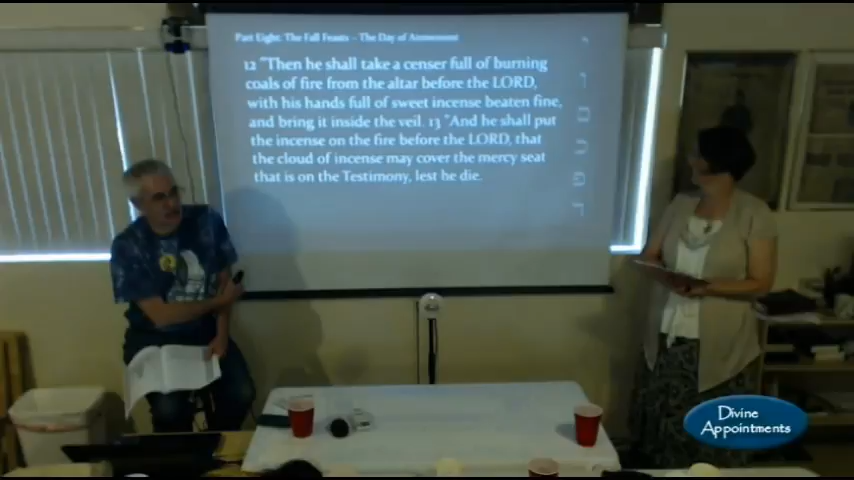 Part Eight: The Fall Feasts – The Day of Atonement
12 "Then he shall take a censer full of burning
coals of fire from the altar before the LORD,
with his hands full of sweet incense beaten fine,
and bring it inside the veil. 13 "And he shall put
the incense on the fire before the LORD, that
the cloud of incense may cover the mercy seat
that is on the Testimony, lest he die.
Divine
Appointments